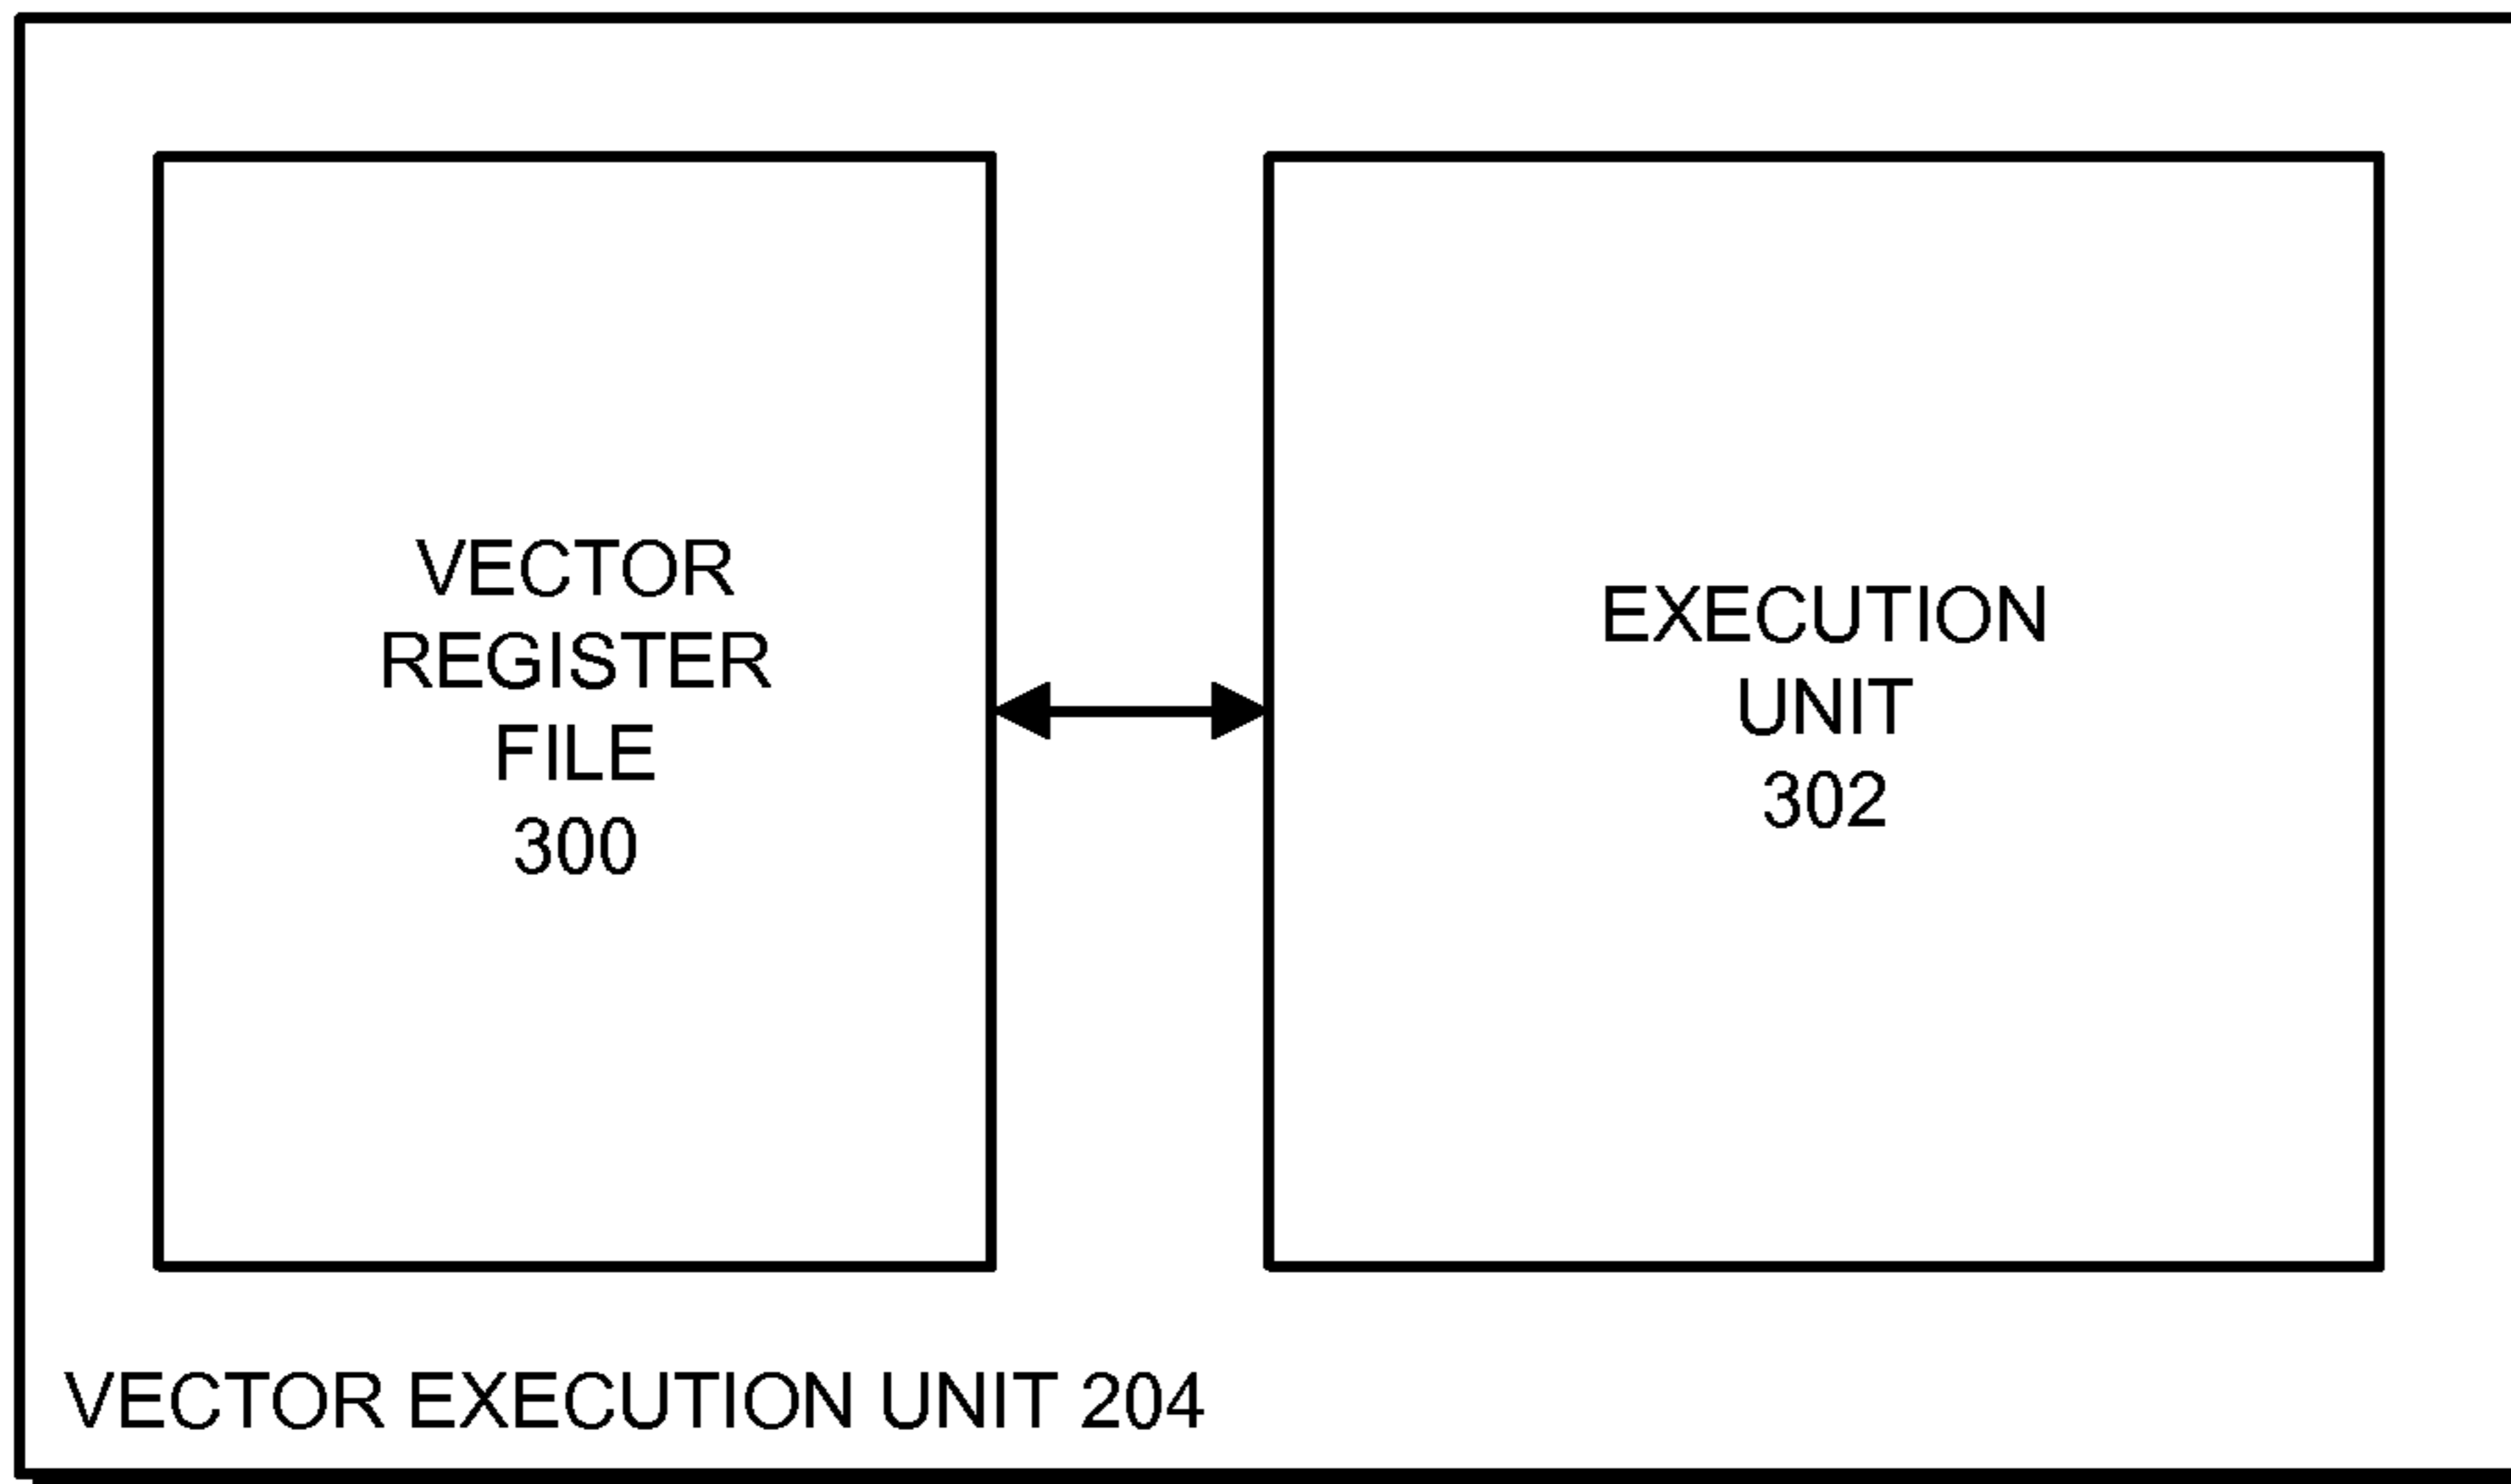 VECTOR
REGISTER
FILE
300
EXECUTION
UNIT
302
VECTOR EXECUTION UNIT 204